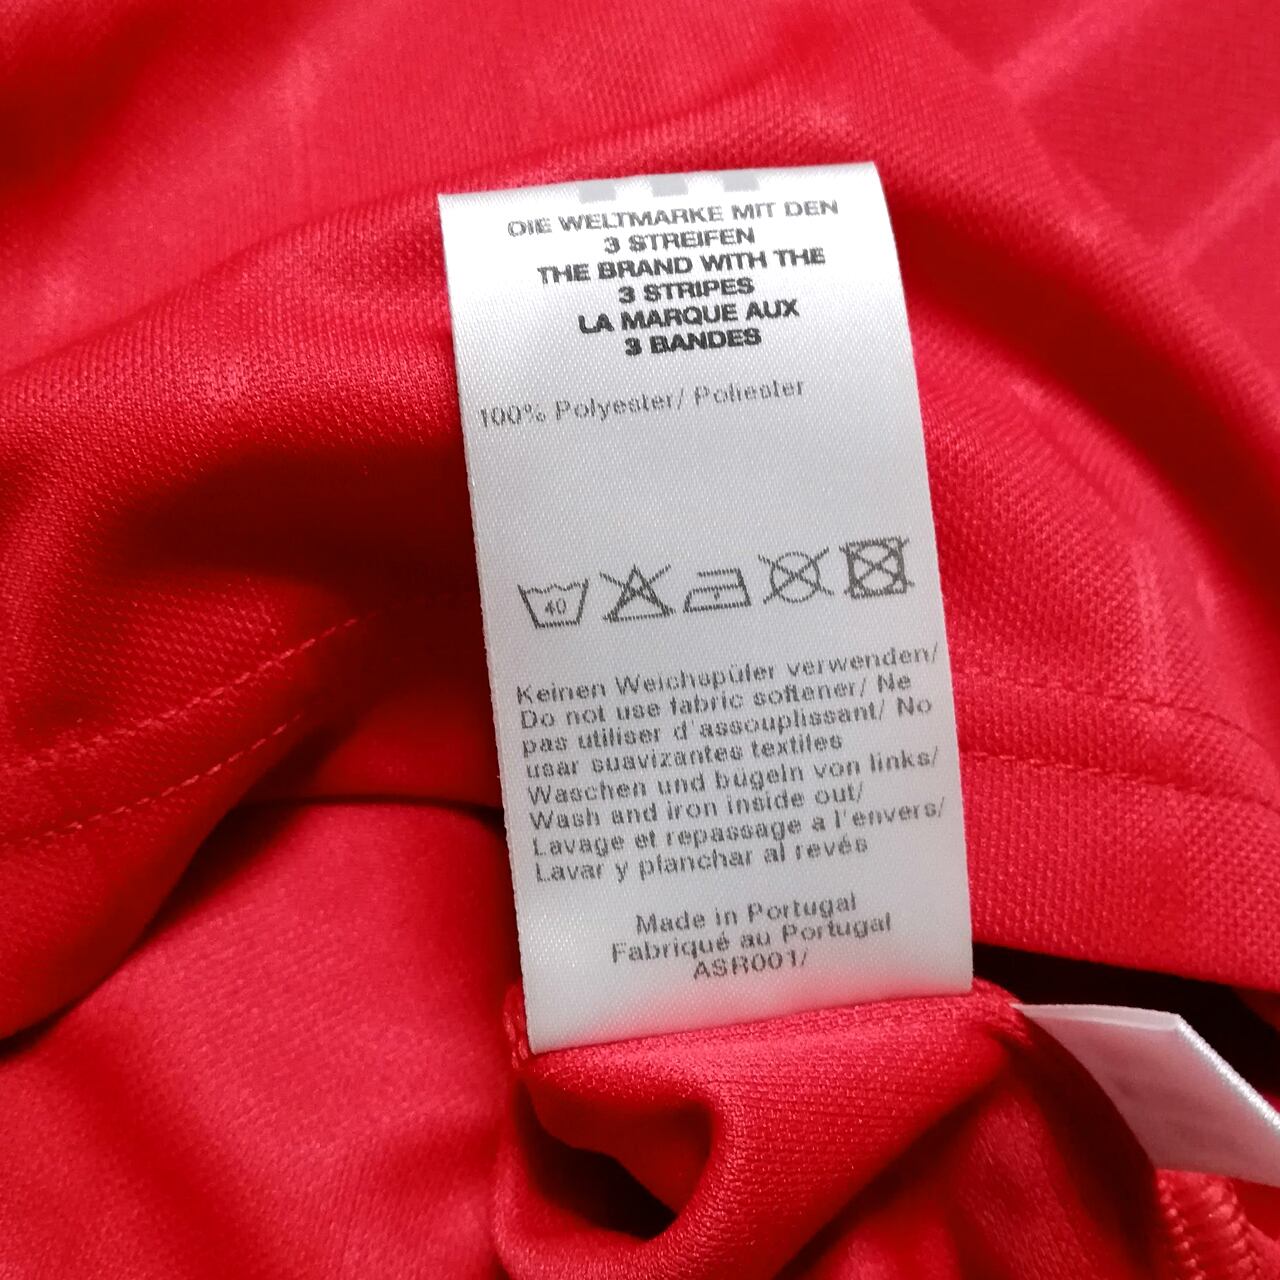 DIE WELTMARKE MIT DEN
3 STREIFEN
THE BRAND WITH THE
3 STRIPES
LA MARQUE AUX
3 BANDES
100% Polyester/ Poliester
40
Keinen Weichspüler verwenden/
Do not use fabric softener/ Ne
pas utiliser d'assouplissant/ No
usar suavizantes textiles
Waschen und bügeln von links/
Wash and iron inside out/
Lavage et repassage a l'envers/
Lavar y planchar al revés
Made in Portugal
Fabriqué au Portugal
ASR001/